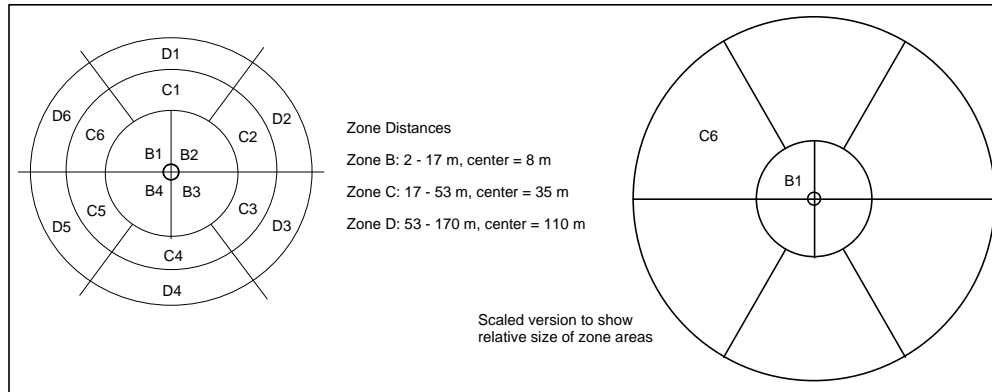 D1
C1
D6
D2
C6
C2
B1
B2
B4
B3
C5
C3
D5
D3
C4
D4
Zone Distances
Zone B: 2 - 17 m, center = 8 m
Zone C: 17 - 53 m, center = 35 m
Zone D: 53 - 170 m, center = 110 m
C6
B1
Scaled version to show
relative size of zone areas